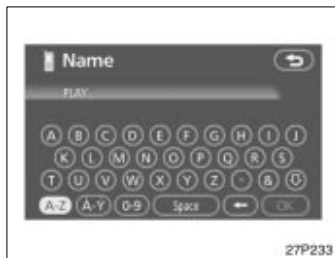 Name
PLAY
A B C D E F G H I J
K L M N O P Q R S
T U V W X Y Z - &
A-Z À-Ý 0-9 Space ← OK
27P233